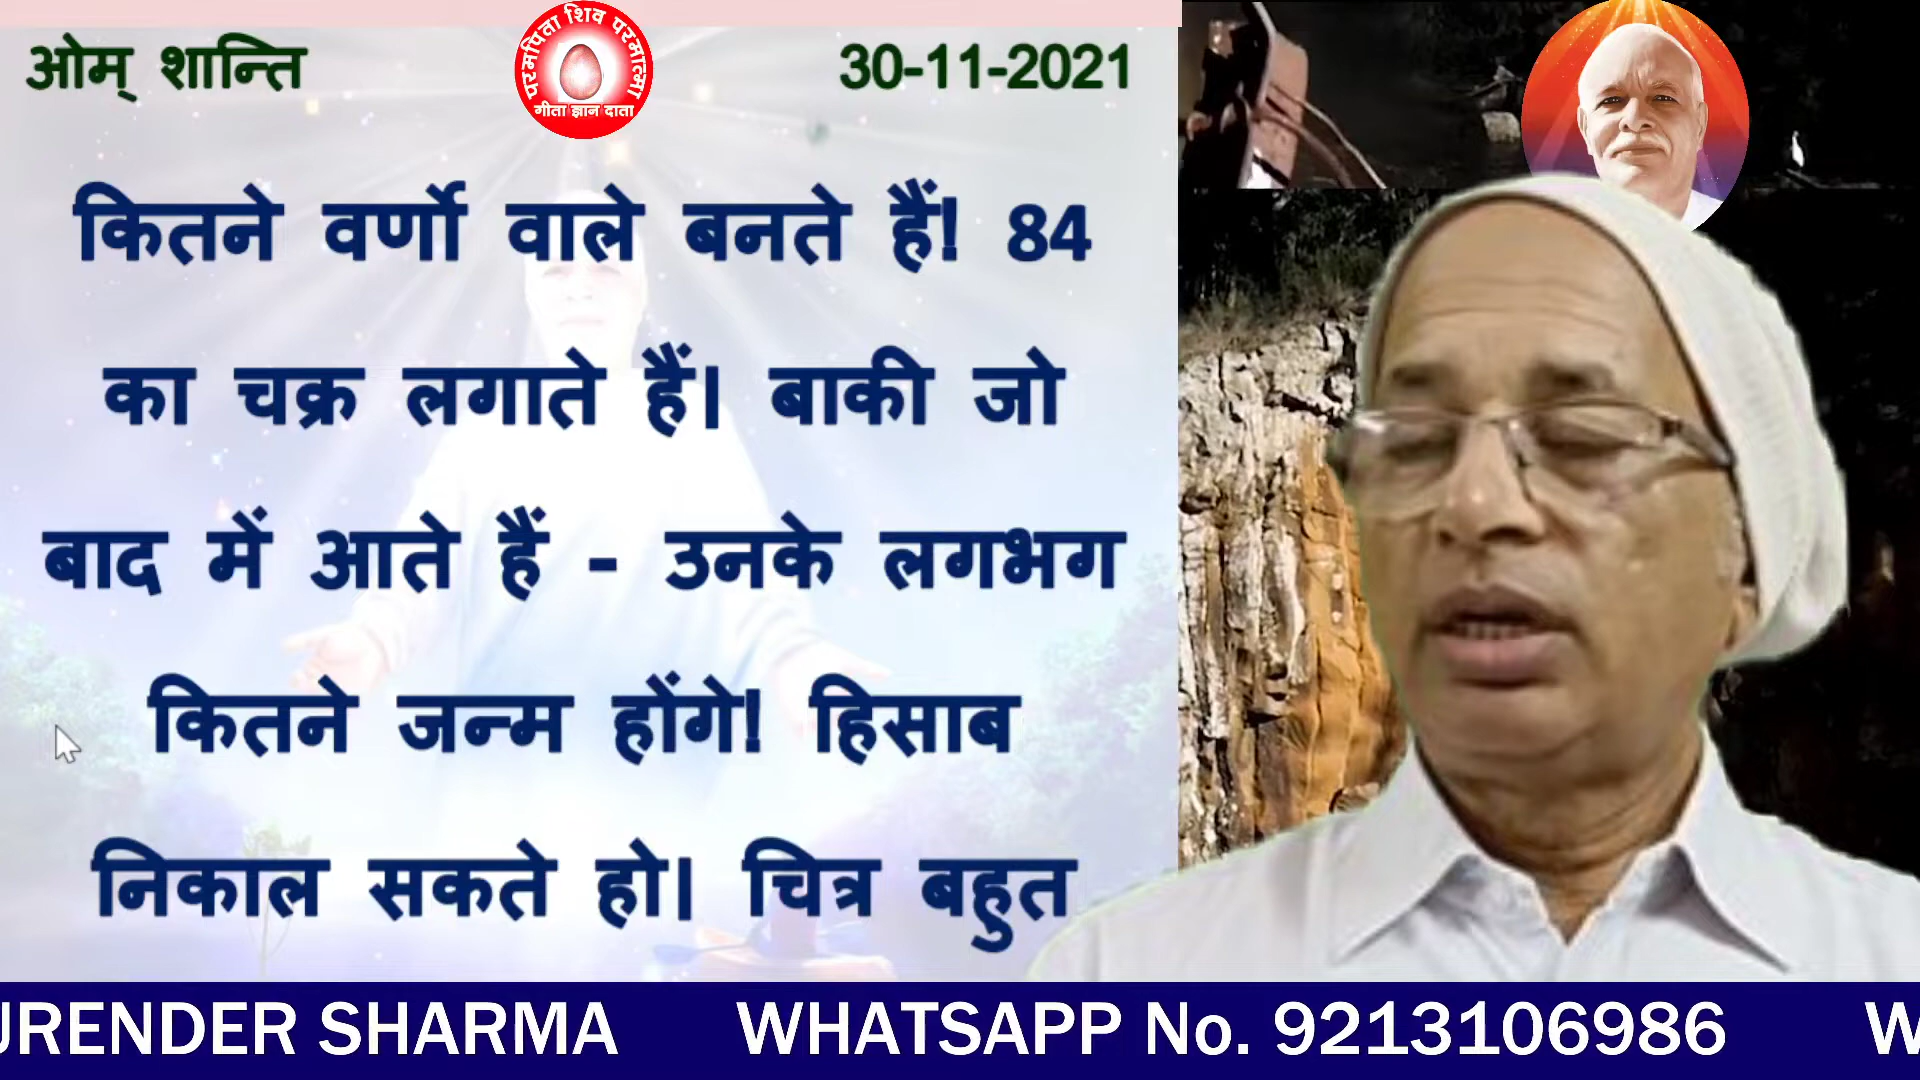 ओम् शान्ति
परमपिता शिव परमात्मा
गीता ज्ञान दाता
30-11-2021
कितने वर्णो वाले बनते हैं! 84
का चक्र लगाते हैं। बाकी जो
बाद में आते हैं - उनके लगभग
कितने जन्म होंगे! हिसाब
निकाल सकते हो। चित्र बहुत
URENDER SHARMA WHATSAPP No. 9213106986 W